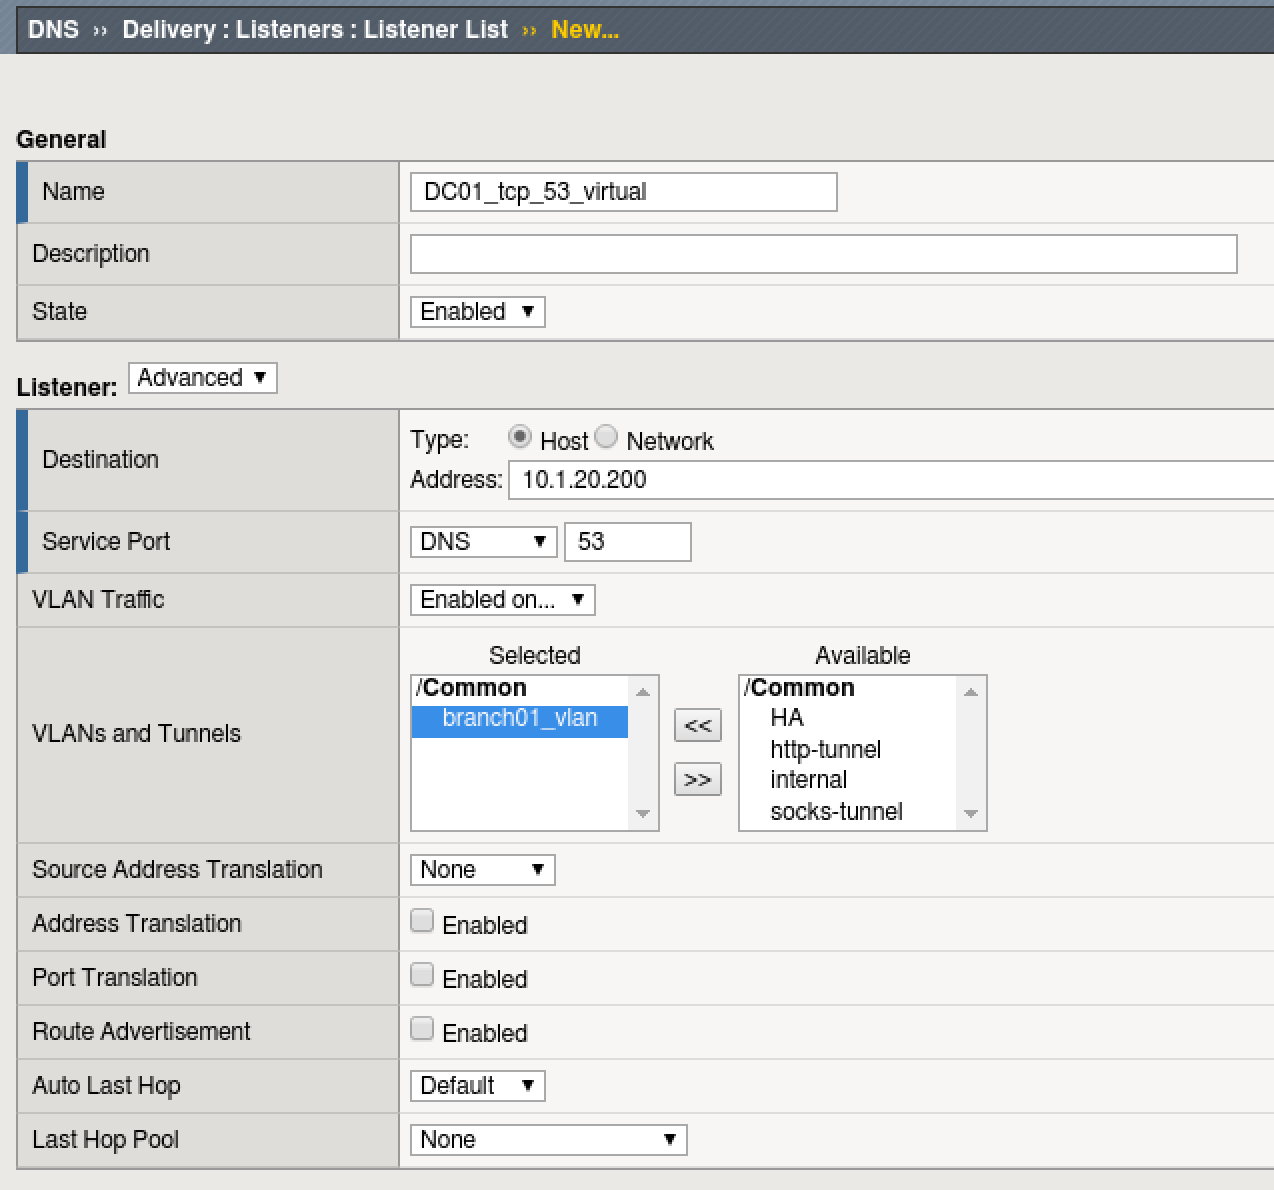 DNS ›› Delivery : Listeners : Listener List ›› New...
General
Name DC01_tcp_53_virtual
Description
State Enabled
Listener: Advanced
Destination Type: Host Network
Address: 10.1.20.200
Service Port DNS 53
VLAN Traffic Enabled on...
VLANs and Tunnels
Selected Available
/Common /Common
branch01_vlan HA
<< http-tunnel
>> internal
socks-tunnel
Source Address Translation None
Address Translation Enabled
Port Translation Enabled
Route Advertisement Enabled
Auto Last Hop Default
Last Hop Pool None